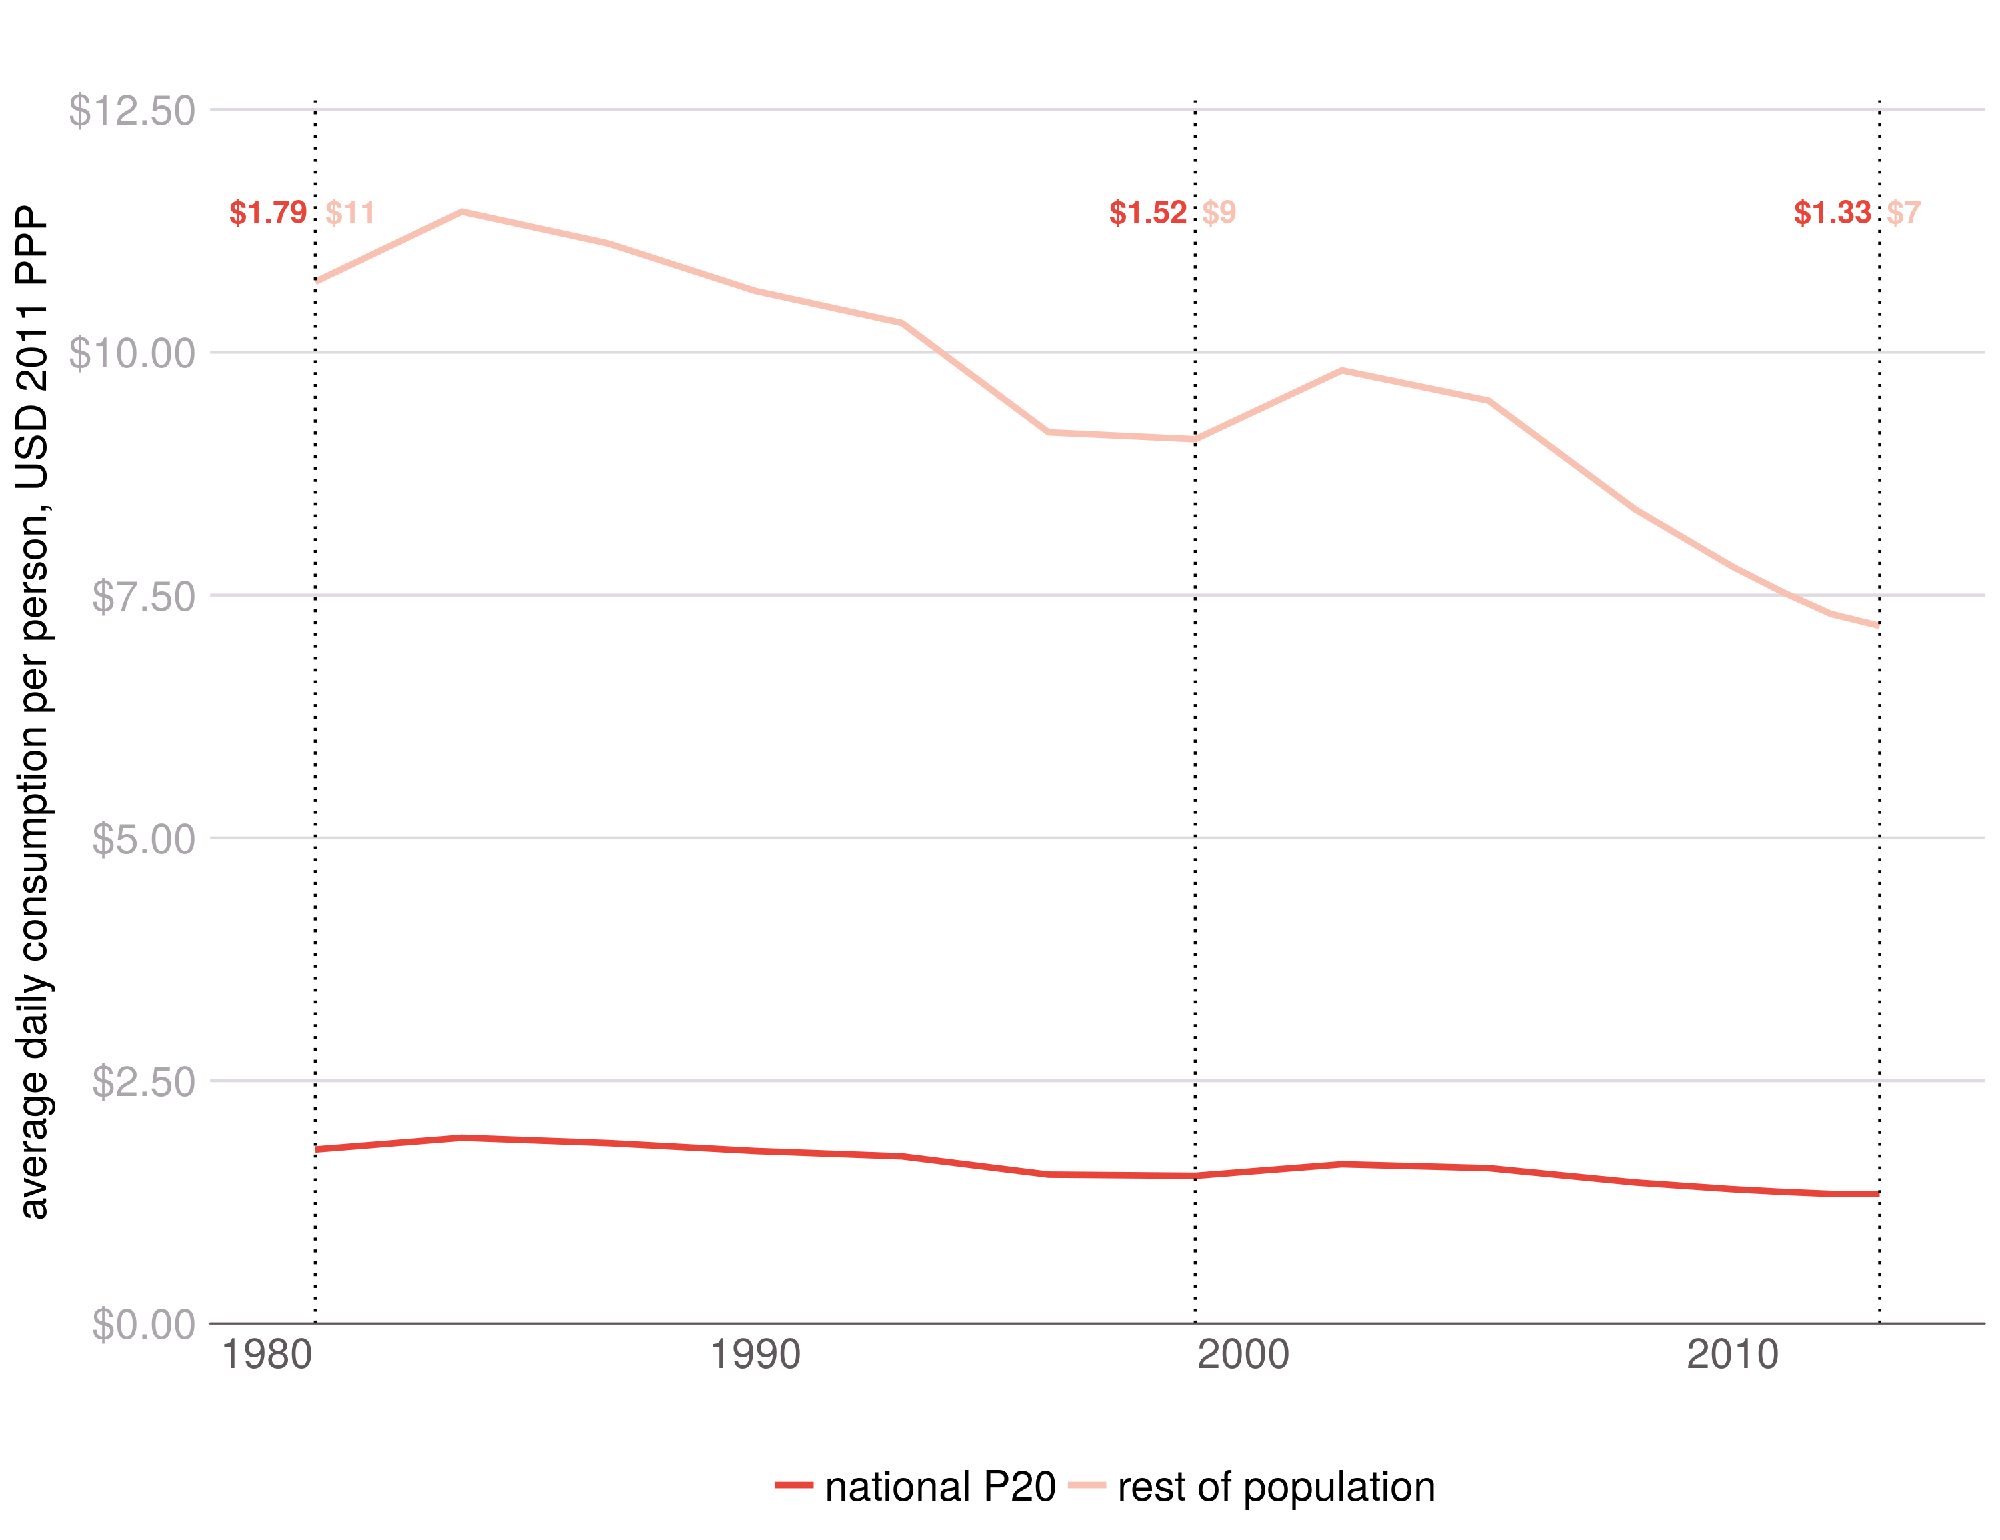 $12.50
$1.79 $11 $1.52 $9 $1.33 $7
$10.00
$7.50
$5.00
$2.50
$0.00
average daily consumption per person, USD 2011 PPP
1980 1990 2000 2010
national P20 rest of population